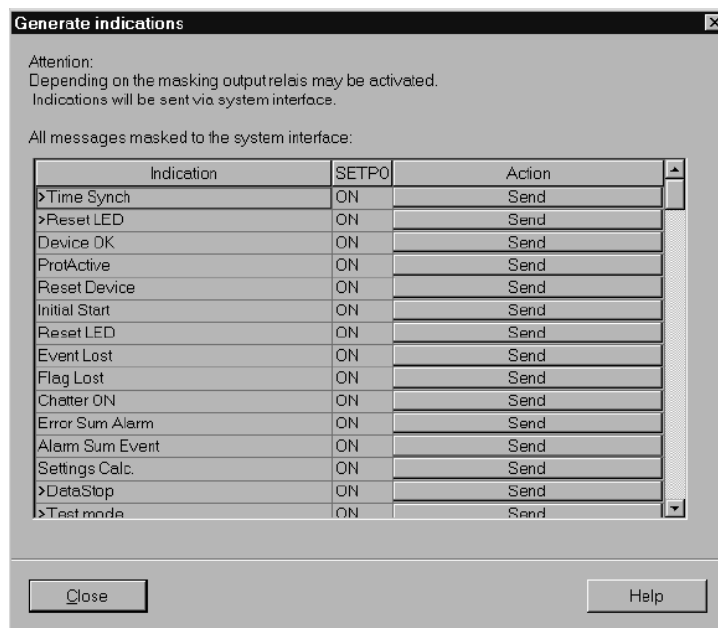 Generate indications
Attention:
Depending on the masking output relais may be activated.
Indications will be sent via system interface.
All messages masked to the system interface:
Indication SETPO Action
>Time Synch ON Send
>Reset LED ON Send
Device OK ON Send
ProtActive ON Send
Reset Device ON Send
Initial Start ON Send
Reset LED ON Send
Event Lost ON Send
Flag Lost ON Send
Chatter ON ON Send
Error Sum Alarm ON Send
Alarm Sum Event ON Send
Settings Calc. ON Send
>DataStop ON Send
>Test mode ON Send
Close Help